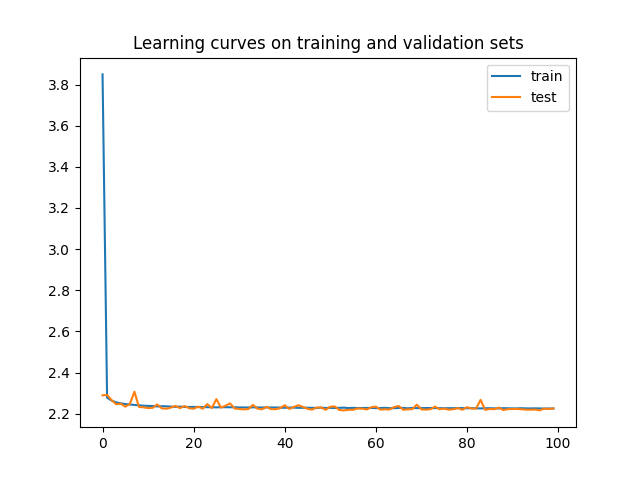 Learning curves on training and validation sets
train
test
3.8
3.6
3.4
3.2
3.0
2.8
2.6
2.4
2.2
0 20 40 60 80 100